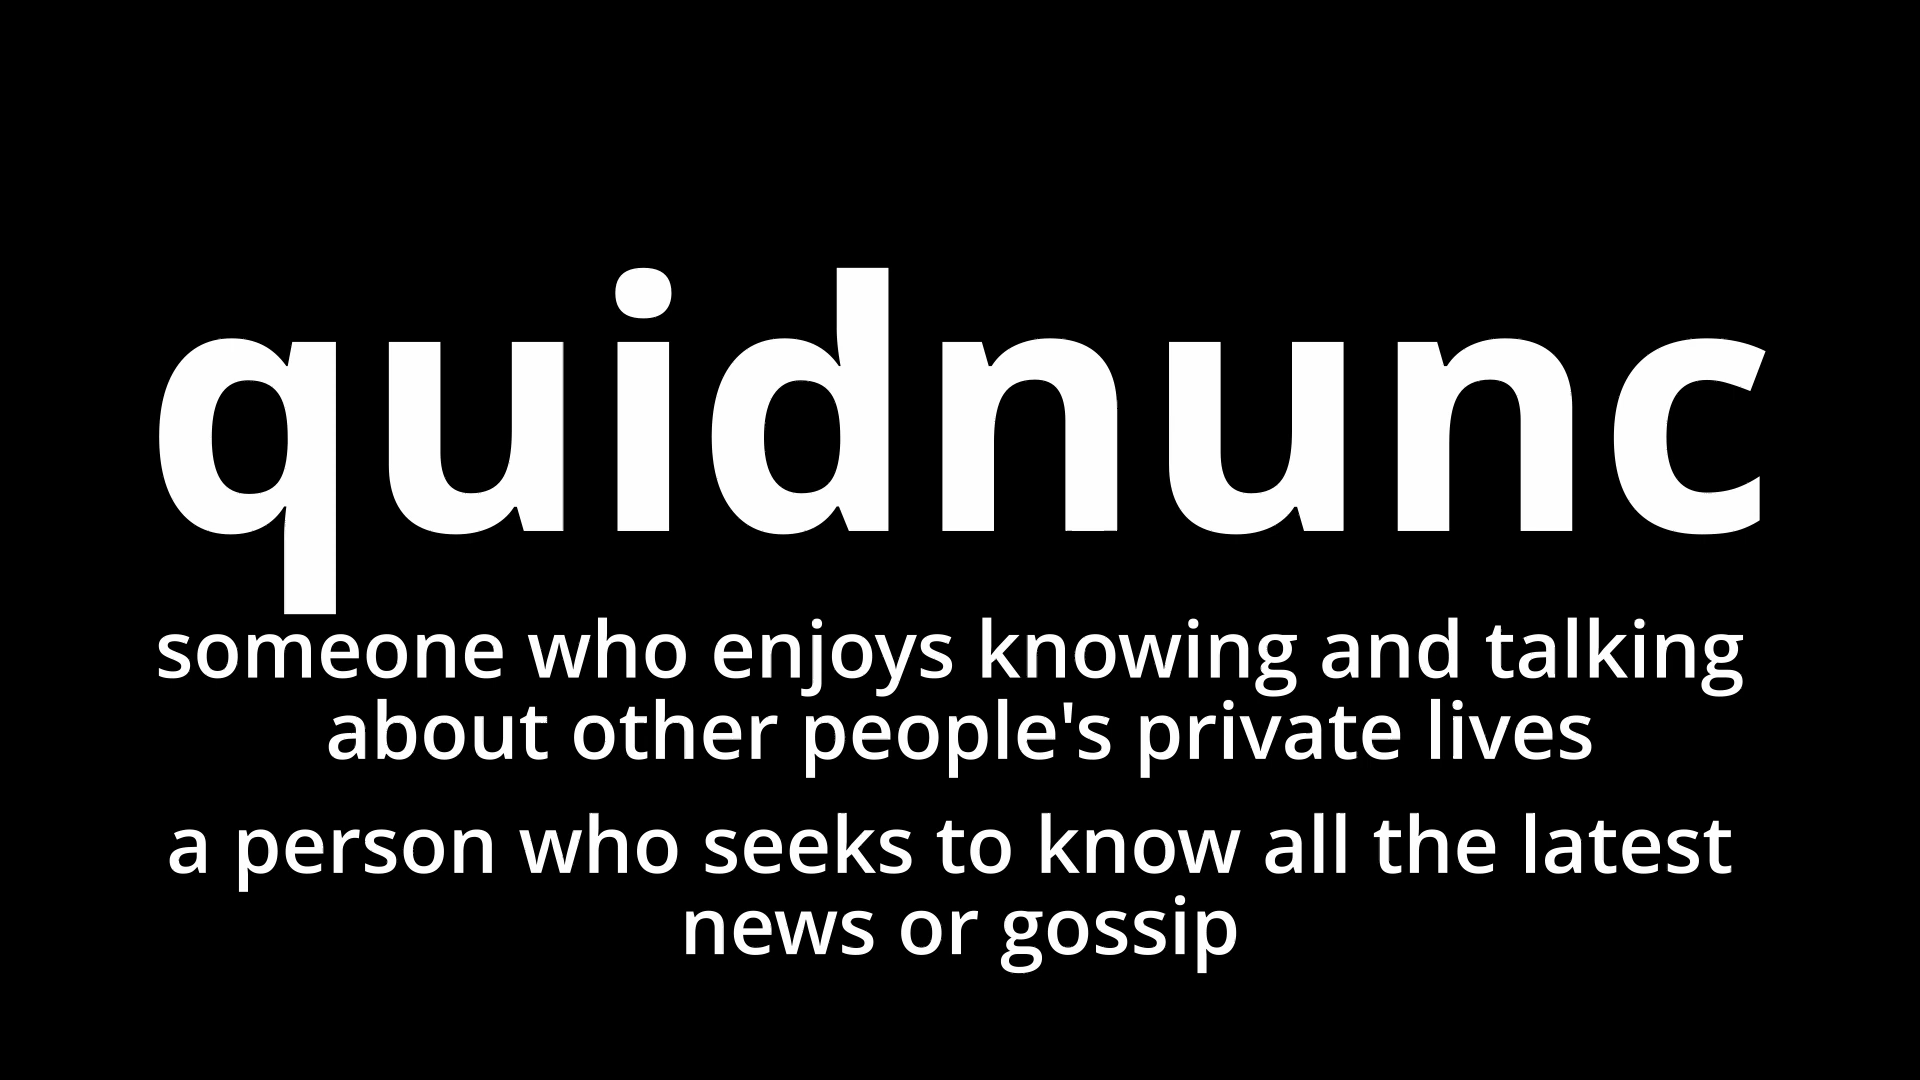 quidnunc
someone who enjoys knowing and talking
about other people's private lives
a person who seeks to know all the latest
news or gossip